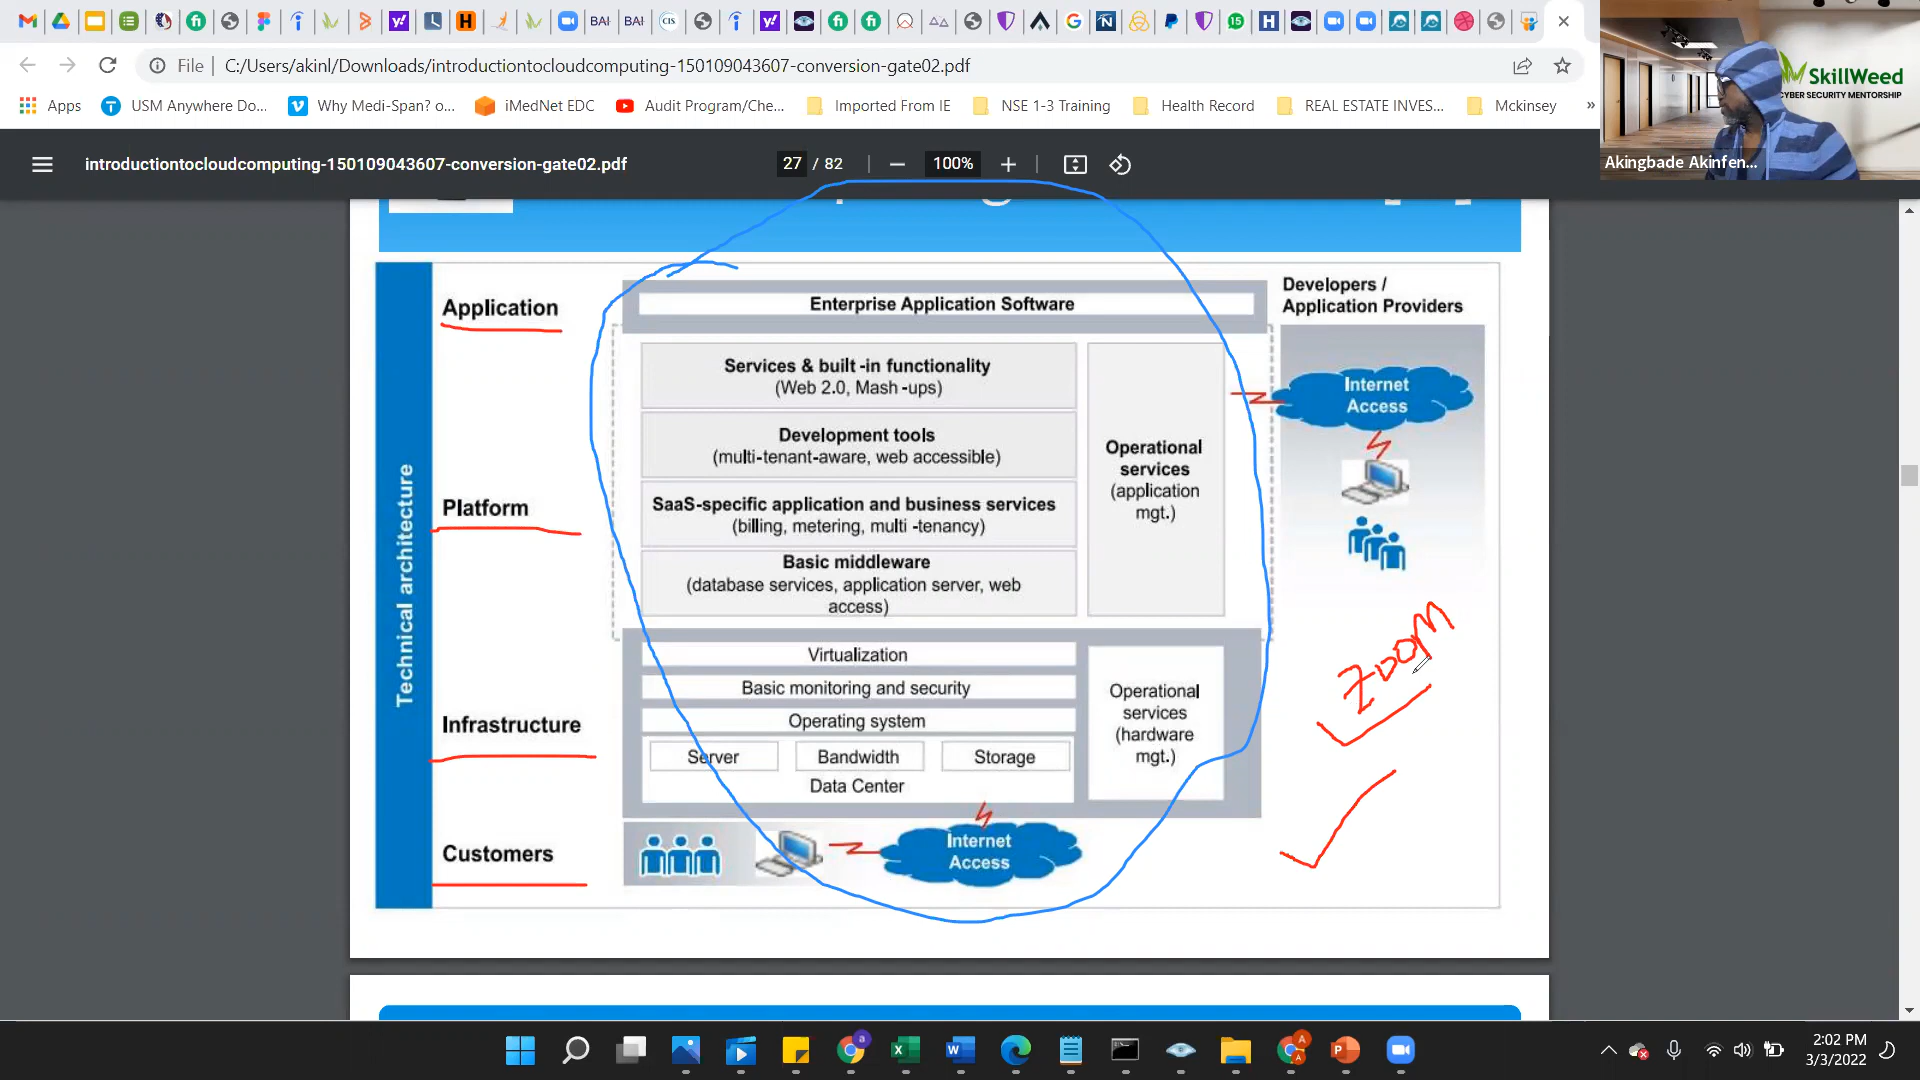 BAI
BAI
CIS
15
File
C:/Users/akinl/Downloads/introductiontocloudcomputing-150109043607-conversion-gate02.pdf
Apps
USM Anywhere Do...
Why Medi-Span? o...
iMedNet EDC
Audit Program/Che...
Imported From IE
NSE 1-3 Training
Health Record
REAL ESTATE INVES...
Mckinsey
»
SkillWeed
CYBER SECURITY MENTORSHIP
Akingbade Akinfen...
introductiontocloudcomputing-150109043607-conversion-gate02.pdf
27 / 82
100%
Technical architecture
Application
Enterprise Application Software
Developers /
Application Providers
Services & built -in functionality
(Web 2.0, Mash -ups)
Internet
Access
Development tools
(multi-tenant-aware, web accessible)
Operational
services
(application
mgt.)
Platform
SaaS-specific application and business services
(billing, metering, multi -tenancy)
Basic middleware
(database services, application server, web
access)
zoom
Infrastructure
Virtualization
Basic monitoring and security
Operating system
Server
Bandwidth
Storage
Data Center
Operational
services
(hardware
mgt.)
Customers
Internet
Access
2:02 PM
3/3/2022